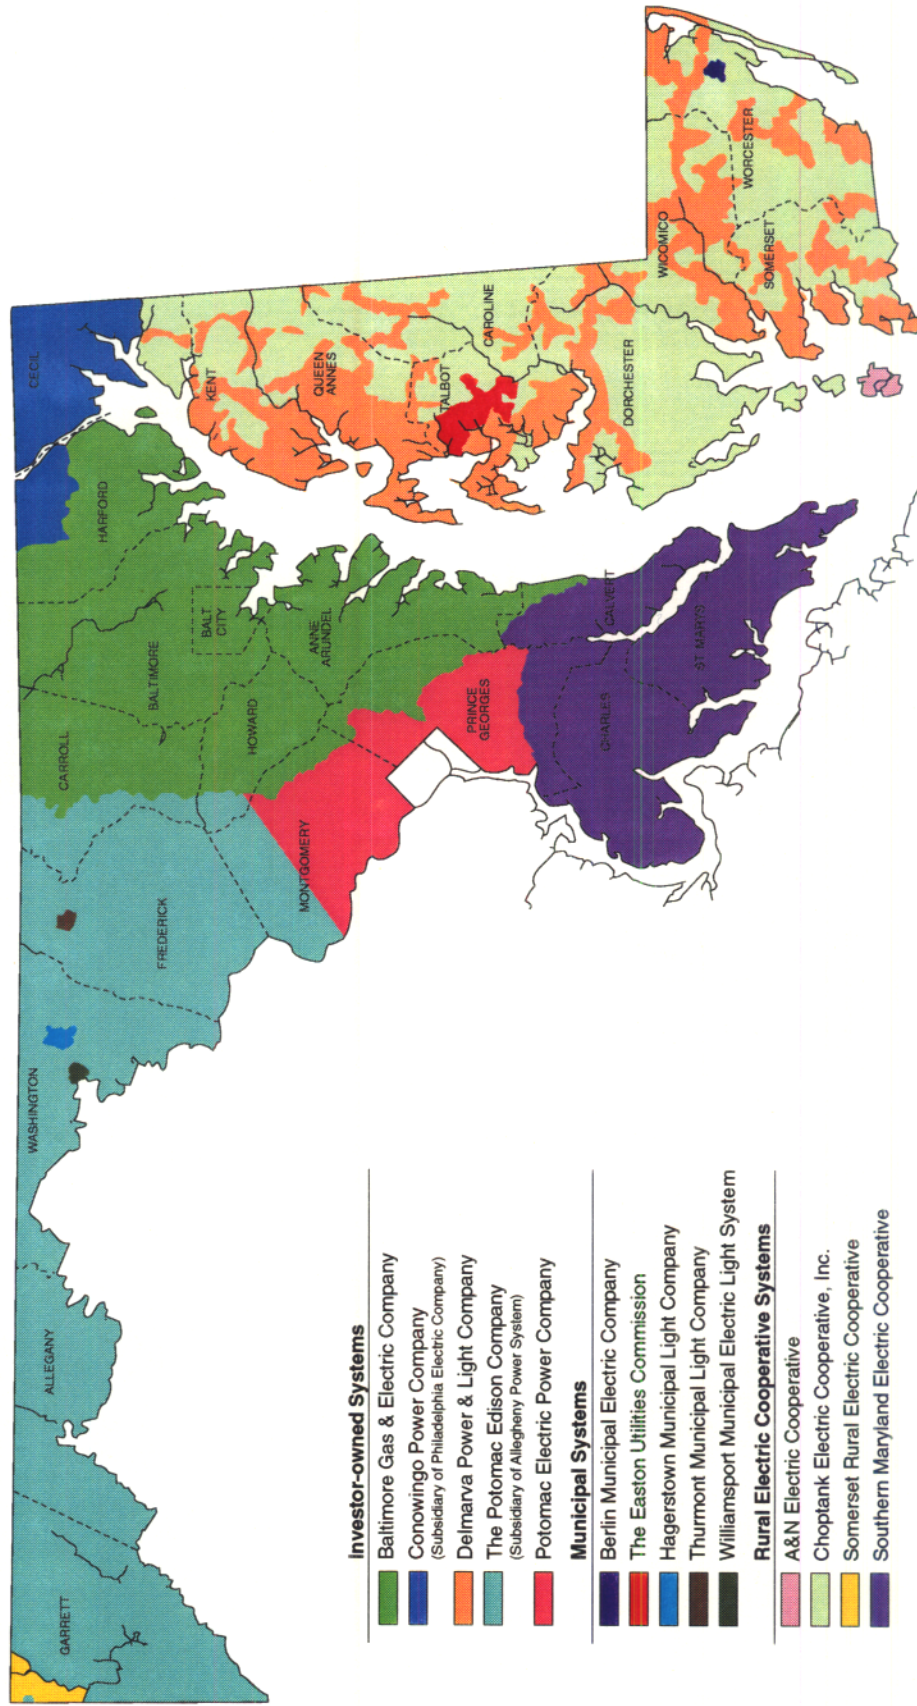 GARRETT
ALLEGANY
WASHINGTON
FREDERICK
CARROLL
BALTIMORE
HARFORD
CECIL
MONTGOMERY
HOWARD
BALT
CITY
ANNE
ARUNDEL
PRINCE
GEORGES
CHARLES
CALVERT
ST MARYS
KENT
QUEEN
ANNES
TALBOT
CAROLINE
DORCHESTER
WICOMICO
SOMERSET
WORCESTER
Investor-owned Systems
Baltimore Gas & Electric Company
Conowingo Power Company
(Subsidiary of Philadelphia Electric Company)
Delmarva Power & Light Company
The Potomac Edison Company
(Subsidiary of Allegheny Power System)
Potomac Electric Power Company
Municipal Systems
Berlin Municipal Electric Company
The Easton Utilities Commission
Hagerstown Municipal Light Company
Thurmont Municipal Light Company
Williamsport Municipal Electric Light System
Rural Electric Cooperative Systems
A&N Electric Cooperative
Choptank Electric Cooperative, Inc.
Somerset Rural Electric Cooperative
Southern Maryland Electric Cooperative